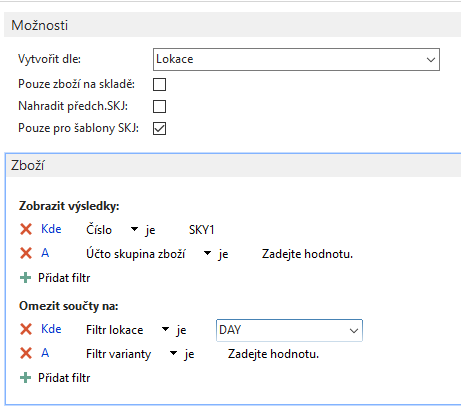 Možnosti
Vytvořit dle: Lokace
Pouze zboží na skladě:
Nahradit předch.SKJ:
Pouze pro šablony SKJ:
Zboží
Zobrazit výsledky:
Kde Číslo je SKY1
A Účto skupina zboží je Zadejte hodnotu.
Přidat filtr
Omezit součty na:
Kde Filtr lokace je DAY
A Filtr varianty je Zadejte hodnotu.
Přidat filtr